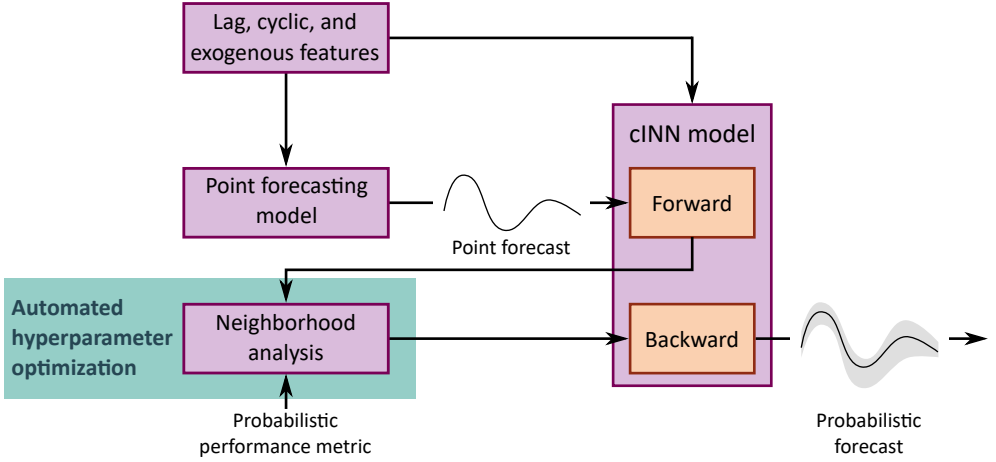 Lag, cyclic, and
exogenous features
cINN model
Point forecasting
model
Forward
Point forecast
Automated
hyperparameter
optimization
Neighborhood
analysis
Backward
Probabilistic
performance metric
Probabilistic
forecast